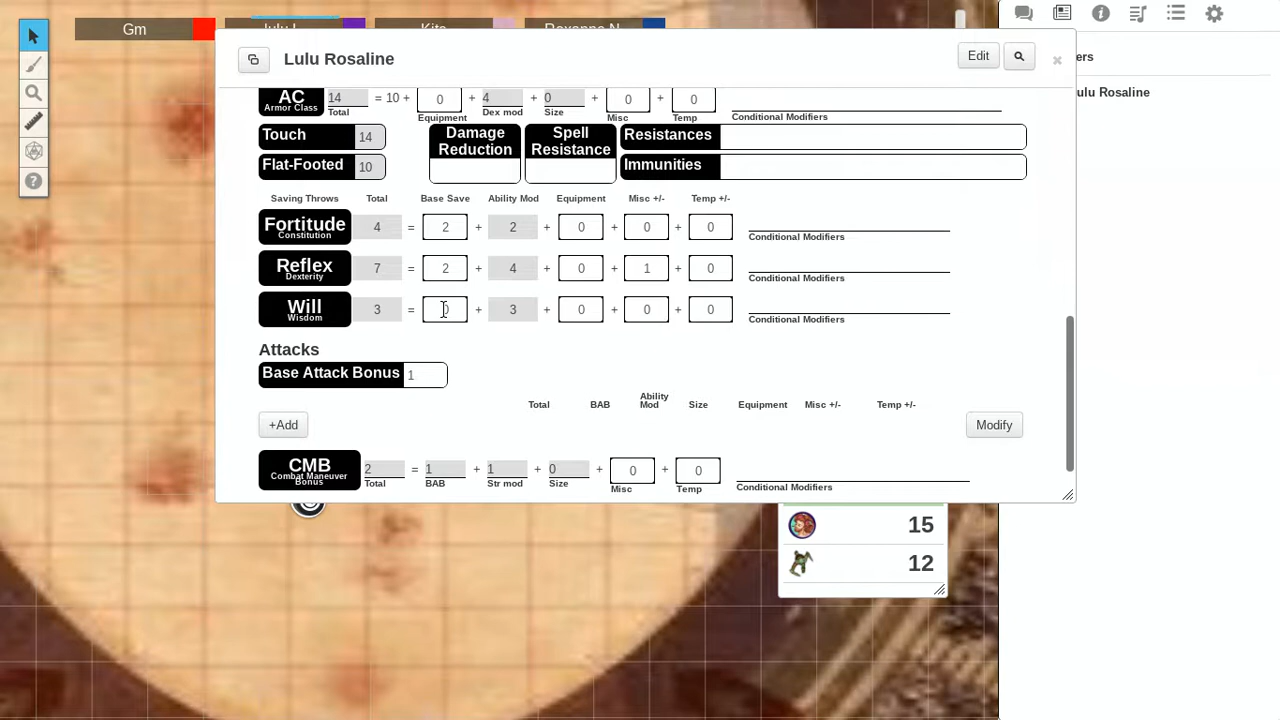 Gm
Kita
Roxanne N
Lulu Rosaline
Edit
ers
ulu Rosaline
AC
Armor Class
14 = 10 + 0 + 4 + 0 + 0 + 0
Total Equipment Dex mod Size Misc Temp Conditional Modifiers
Touch 14
Damage Reduction
Spell Resistance
Resistances
Flat-Footed 10
Immunities
Saving Throws Total Base Save Ability Mod Equipment Misc +/- Temp +/-
Fortitude 4 = 2 + 2 + 0 + 0 + 0
Constitution Conditional Modifiers
Reflex 7 = 2 + 4 + 0 + 1 + 0
Dexterity Conditional Modifiers
Will 3 = 0 + 3 + 0 + 0 + 0
Wisdom Conditional Modifiers
Attacks
Base Attack Bonus 1
Total BAB Ability Mod Size Equipment Misc +/- Temp +/-
+Add Modify
CMB 2 = 1 + 1 + 0 + 0 + 0
Combat Maneuver Bonus Total BAB Str mod Size Misc Temp Conditional Modifiers
15
12